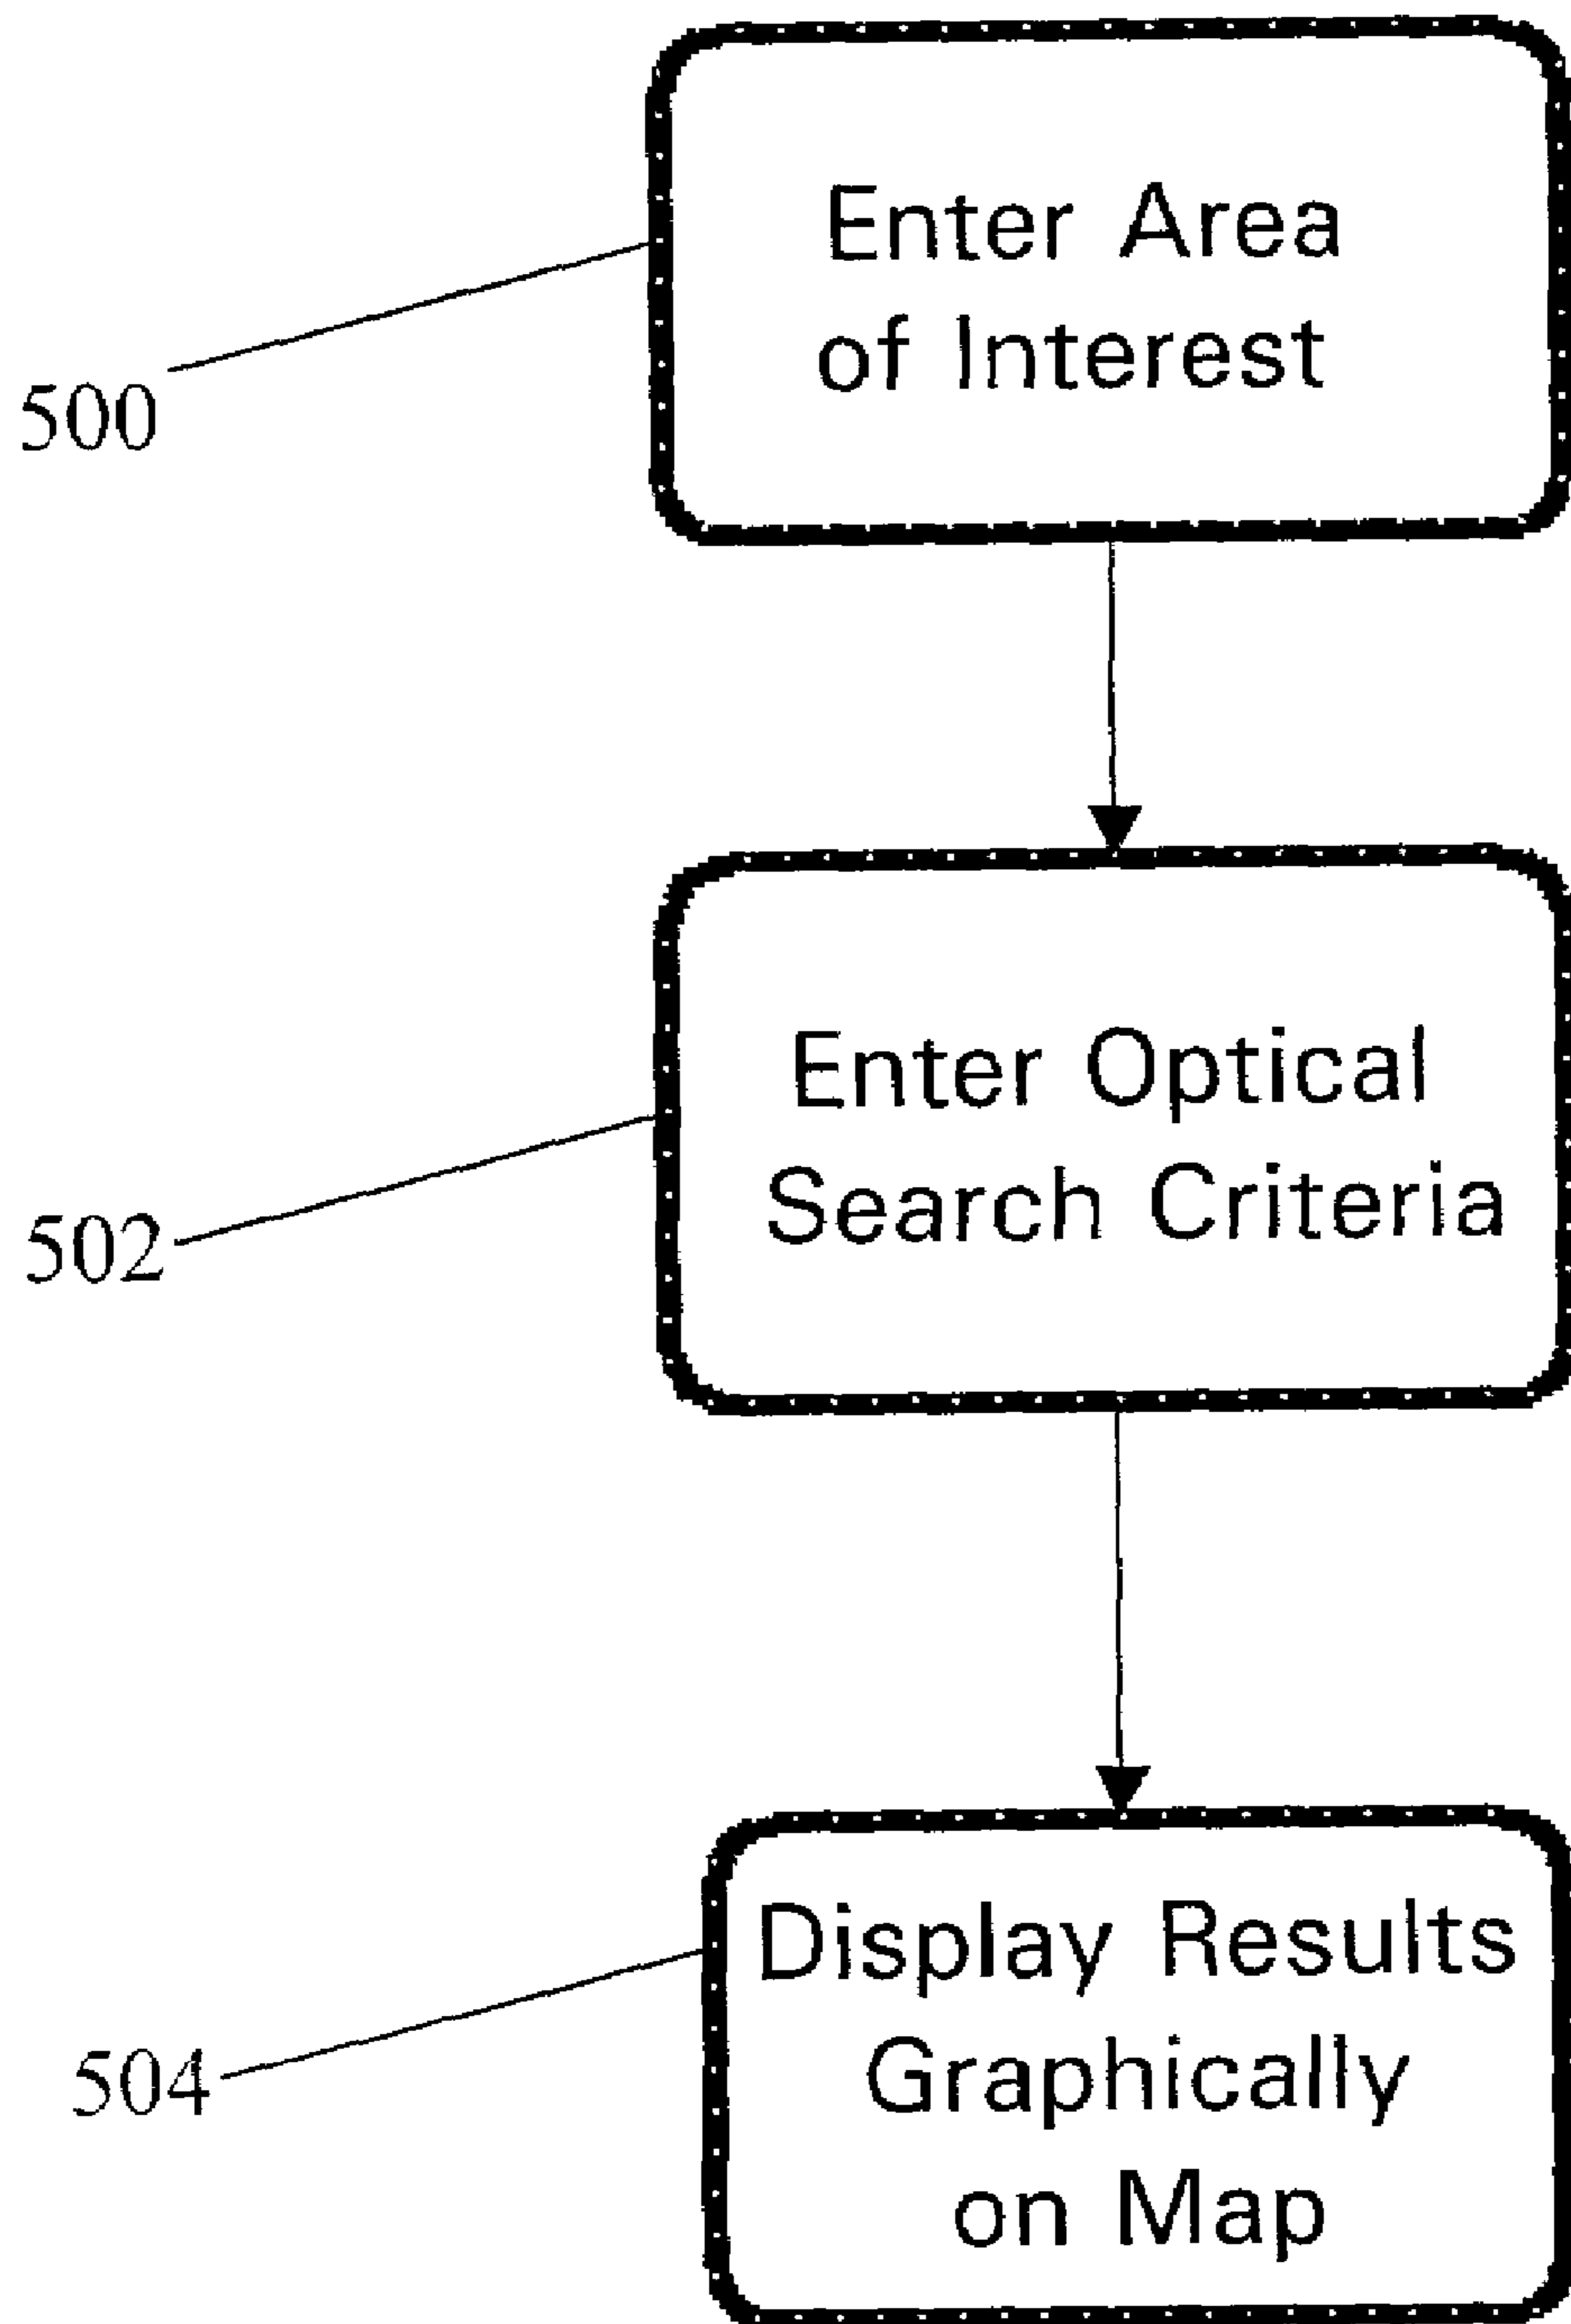 Enter Area
of Interest
500
Enter Optical
Search Criteria
502
Display Results
Graphically
on Map
504